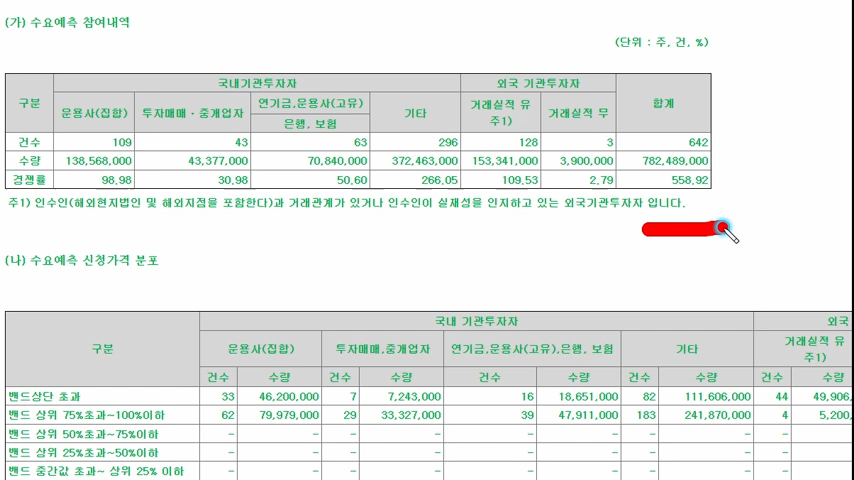 (가) 수요예측 참여내역
(단위 : 주, 건, %)
구분 국내기관투자자 외국 기관투자자 합계
운용사(집합) 투자매매·중개업자 연기금,운용사(고유) 은행, 보험 기타 거래실적 유 주1) 거래실적 무
건수 109 43 63 296 128 3 642
수량 138,568,000 43,377,000 70,840,000 372,463,000 153,341,000 3,900,000 782,489,000
경쟁률 98,98 30,98 50,60 266,05 109,53 2,79 558,92
주1) 인수인(해외현지법인 및 해외지점을 포함한다)과 거래관계가 있거나 인수인이 실재성을 인지하고 있는 외국기관투자자 입니다.
(나) 수요예측 신청가격 분포
구분 국내 기관투자자 외국
운용사(집합) 투자매매,중개업자 연기금,운용사(고유),은행, 보험 기타 거래실적 유 주1)
건수 수량 건수 수량 건수 수량 건수 수량 건수 수량
밴드상단 초과 33 46,200,000 7 7,243,000 16 18,651,000 82 111,606,000 44 49,906,
밴드 상위 75%초과~100%이하 62 79,979,000 29 33,327,000 39 47,911,000 183 241,870,000 4 5,200,
밴드 상위 50%초과~75%이하 - - - - - - - - -
밴드 상위 25%초과~50%이하 - - - - - - - - -
밴드 중간값 초과~ 상위 25% 이하 - - - - - - - - -